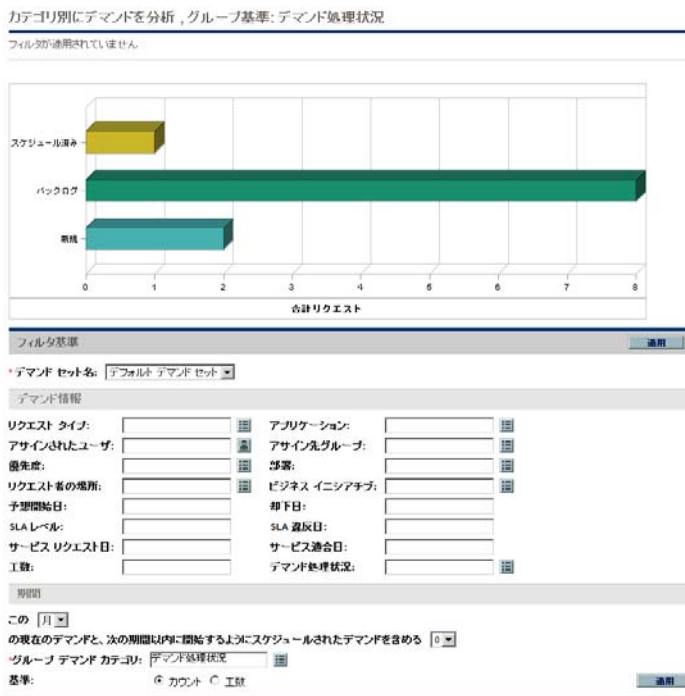 カテゴリ別にデマンドを分析 , グループ基準: デマンド処理状況
フィルタが適用されていません
スケジュール済み
バックログ
新規
0 1 2 3 4 5 6 7 8
合計リクエスト
フィルタ基準 適用
*デマンド セット名: デフォルト デマンド セット
デマンド情報
リクエスト タイプ: アプリケーション:
アサインされたユーザ: アサイン先グループ:
優先度: 部署:
リクエスト者の場所: ビジネス イニシアチブ:
予想開始日: 却下日:
SLA レベル: SLA 違反日:
サービス リクエスト日: サービス適合日:
工数: デマンド処理状況:
期間
この 月
の現在のデマンドと、次の期間以内に開始するようにスケジュールされたデマンドを含める 0
*グループ デマンド カテゴリ: デマンド処理状況
基準: カウント 工数 適用